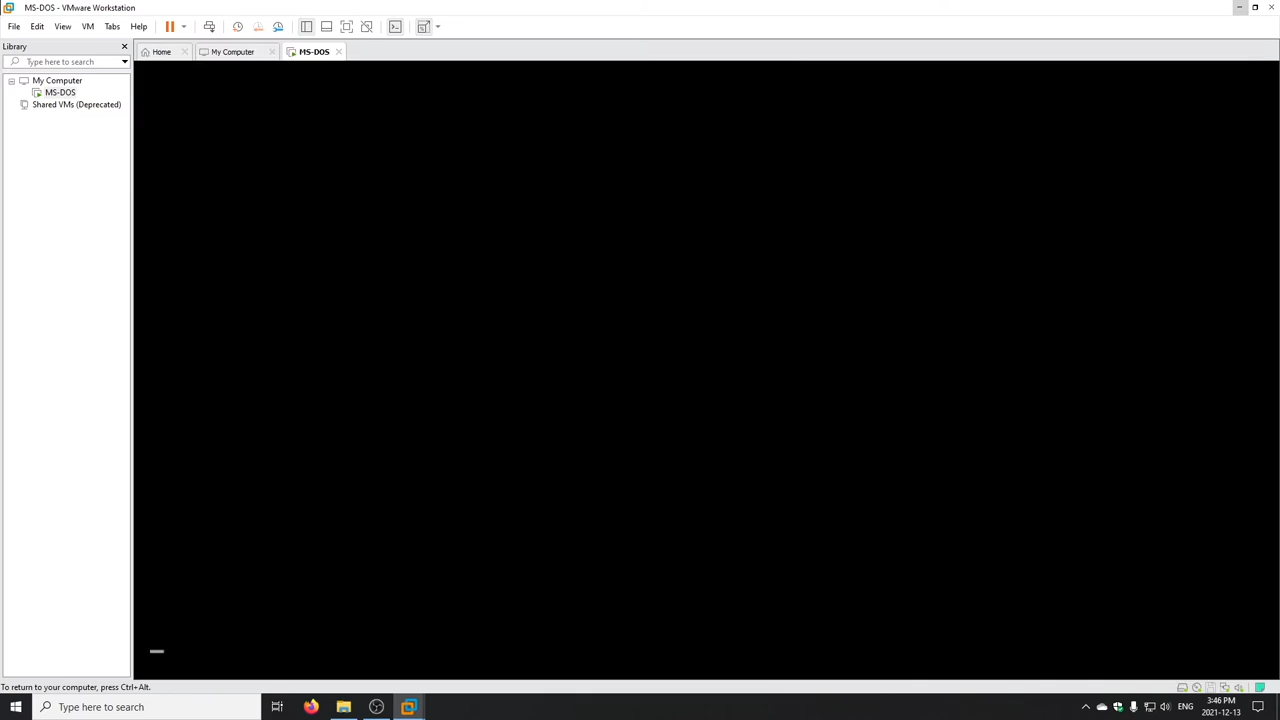 MS-DOS - VMware Workstation
File Edit View VM Tabs Help
Library
Type here to search
Home
My Computer
MS-DOS
My Computer
MS-DOS
Shared VMs (Deprecated)
To return to your computer, press Ctrl+Alt.
Type here to search
ENG
3:46 PM
2021-12-13